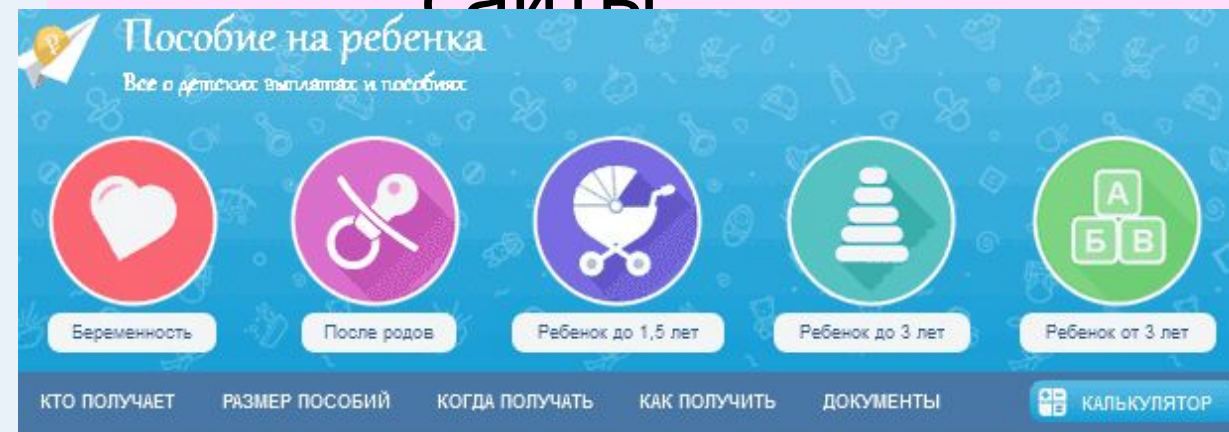 сайты
Пособие на ребенка
Все о детских выплатах и пособиях
А
Б В
Беременность После родов Ребенок до 1,5 лет Ребенок до 3 лет Ребенок от 3 лет
КТО ПОЛУЧАЕТ РАЗМЕР ПОСОБИЙ КОГДА ПОЛУЧАТЬ КАК ПОЛУЧИТЬ ДОКУМЕНТЫ КАЛЬКУЛЯТОР